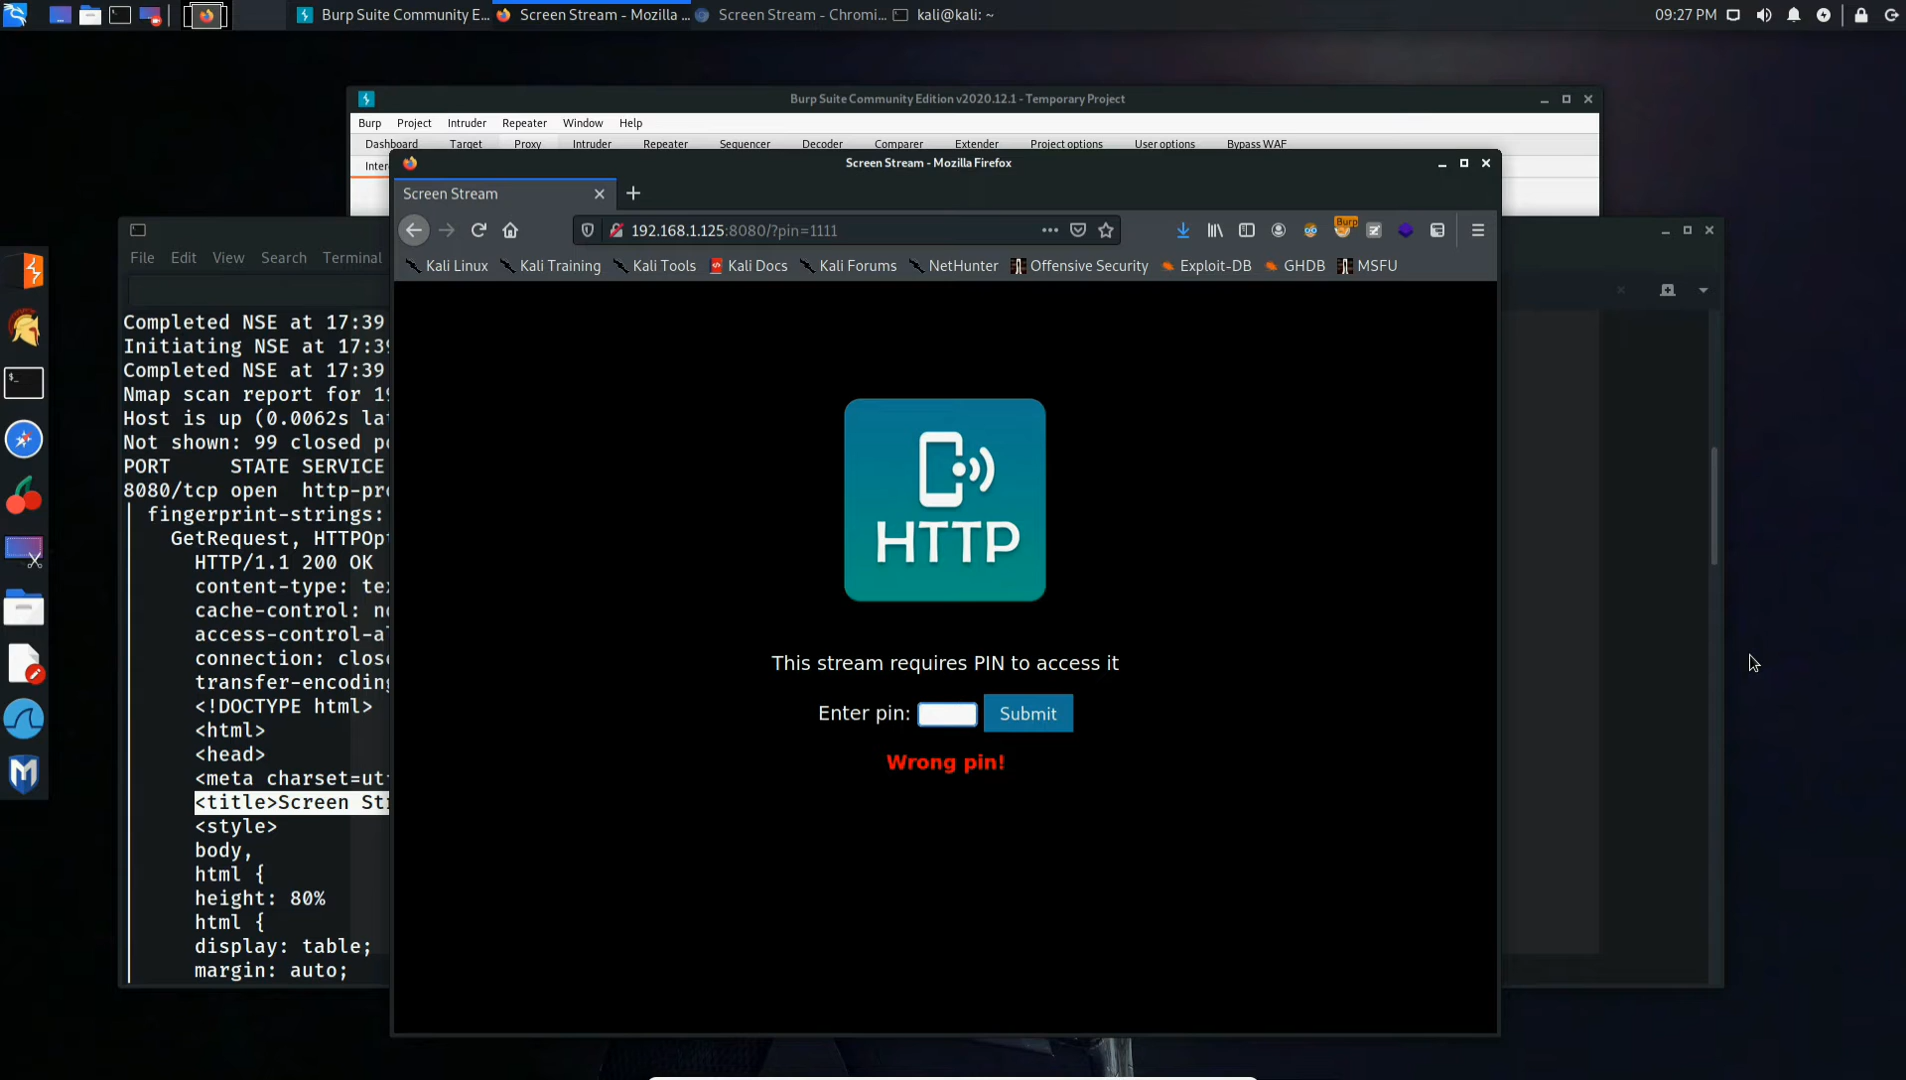 Burp Suite Community E...
Screen Stream - Mozilla ...
Screen Stream - Chromi...
kali@kali: ~
09:27 PM
Burp Suite Community Edition v2020.12.1 - Temporary Project
Burp Project Intruder Repeater Window Help
Dashboard Target Proxy Intruder Repeater Sequencer Decoder Comparer Extender Project options User options Bypass WAF
Inter
Screen Stream - Mozilla Firefox
Screen Stream
192.168.1.125:8080/?pin=1111
Burp
Kali Linux Kali Training Kali Tools Kali Docs Kali Forums NetHunter Offensive Security Exploit-DB GHDB MSFU
HTTP
This stream requires PIN to access it
Enter pin: Submit
Wrong pin!
File Edit View Search Terminal
Completed NSE at 17:39
Initiating NSE at 17:39
Completed NSE at 17:39
Nmap scan report for 19
Host is up (0.0062s la
Not shown: 99 closed po
PORT STATE SERVICE
8080/tcp open http-pr
| fingerprint-strings:
GetRequest, HTTPOp
HTTP/1.1 200 OK
content-type: te
cache-control: no
access-control-a
connection: clos
transfer-encoding
<!DOCTYPE html>
<html>
<head>
<meta charset=ut
<title>Screen St
<style>
body,
html {
height: 80%
html {
display: table;
margin: auto;